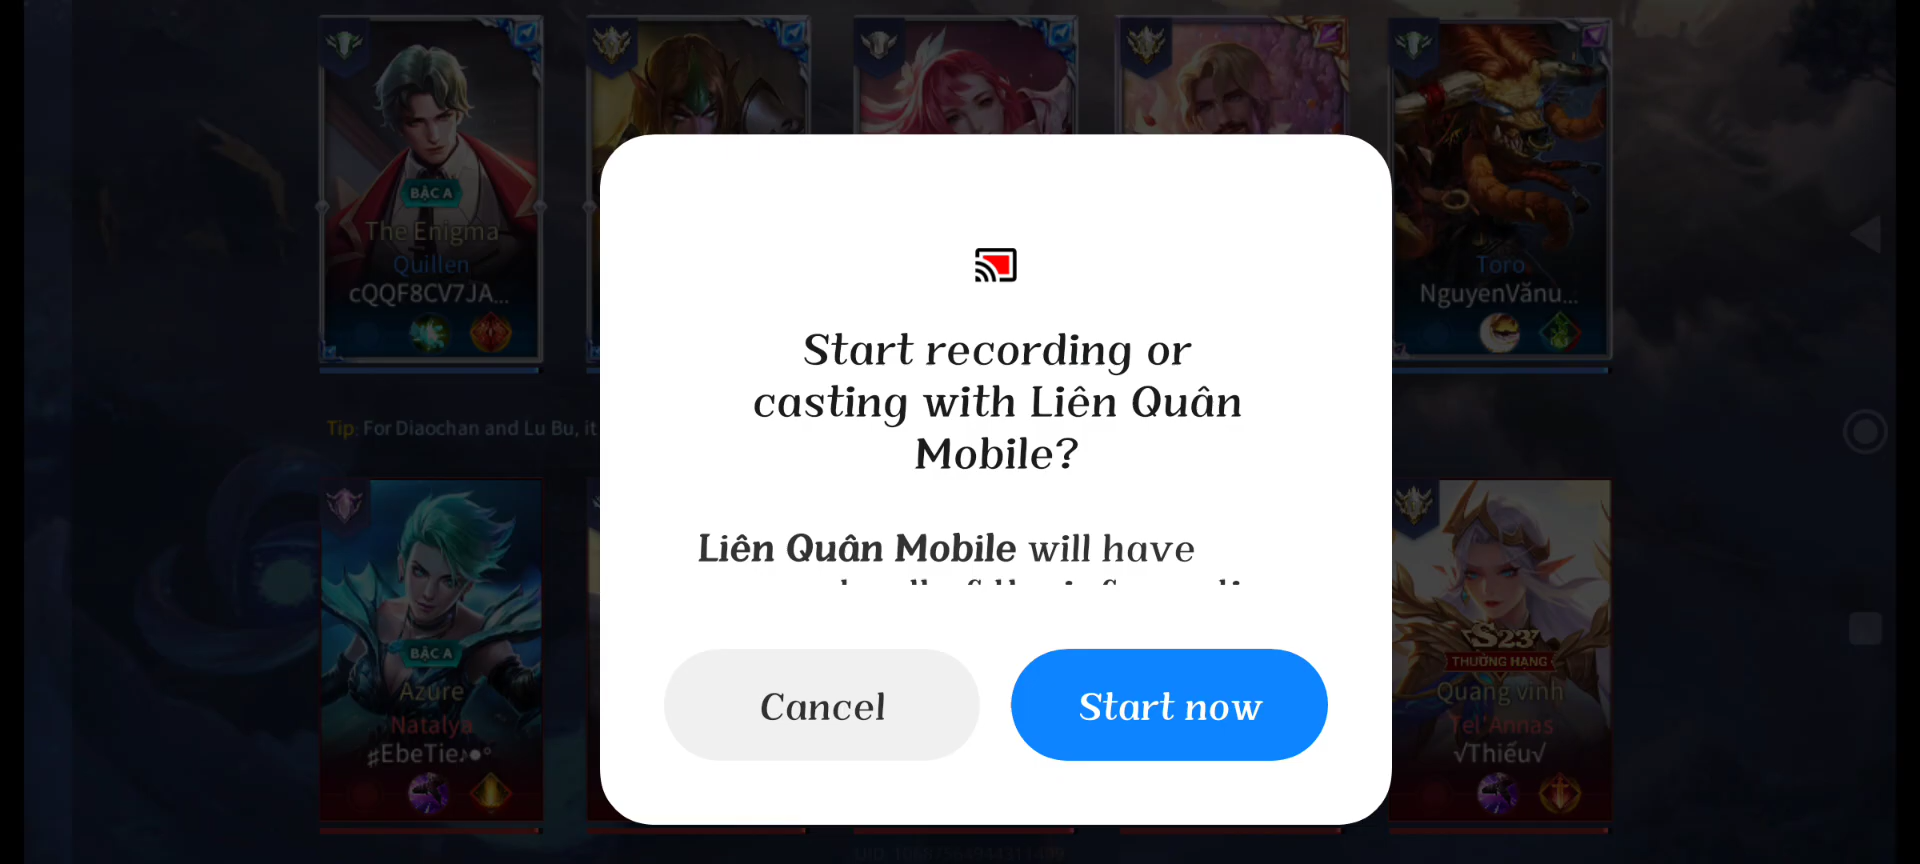 BẬC A
The Enigma
Quillen
cQQF8CV7JA...
Toro
NguyenVănu...
Start recording or
casting with Liên Quân
Mobile?
Tip: For Diaochan and Lu Bu, it
Liên Quân Mobile will have
Cancel
Start now
BẬC A
Azure
Natalya
♯EbeTie♪●°
S23
THƯỞNG HẠNG
Quang vinh
Tel'Annas
√Thiếu√